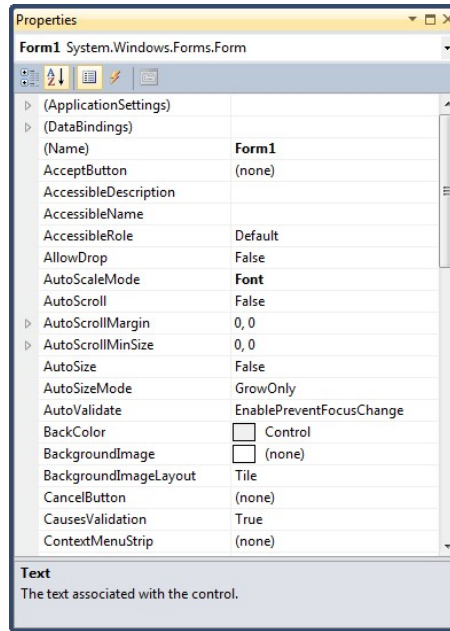 Properties
Form1 System.Windows.Forms.Form
(ApplicationSettings)
(DataBindings)
(Name) Form1
AcceptButton (none)
AccessibleDescription
AccessibleName
AccessibleRole Default
AllowDrop False
AutoScaleMode Font
AutoScroll False
AutoScrollMargin 0, 0
AutoScrollMinSize 0, 0
AutoSize False
AutoSizeMode GrowOnly
AutoValidate EnablePreventFocusChange
BackColor Control
BackgroundImage (none)
BackgroundImageLayout Tile
CancelButton (none)
CausesValidation True
ContextMenuStrip (none)
Text
The text associated with the control.